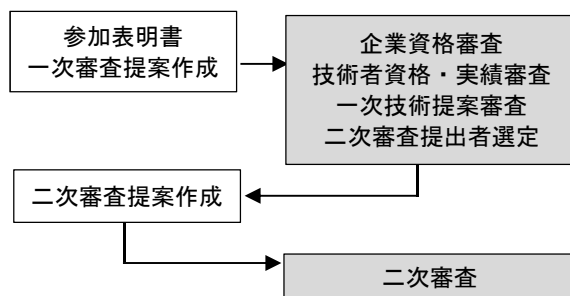 参加表明書
一次審査提案作成
企業資格審査
技術者資格・実績審査
一次技術提案審査
二次審査提出者選定
二次審査提案作成
二次審査